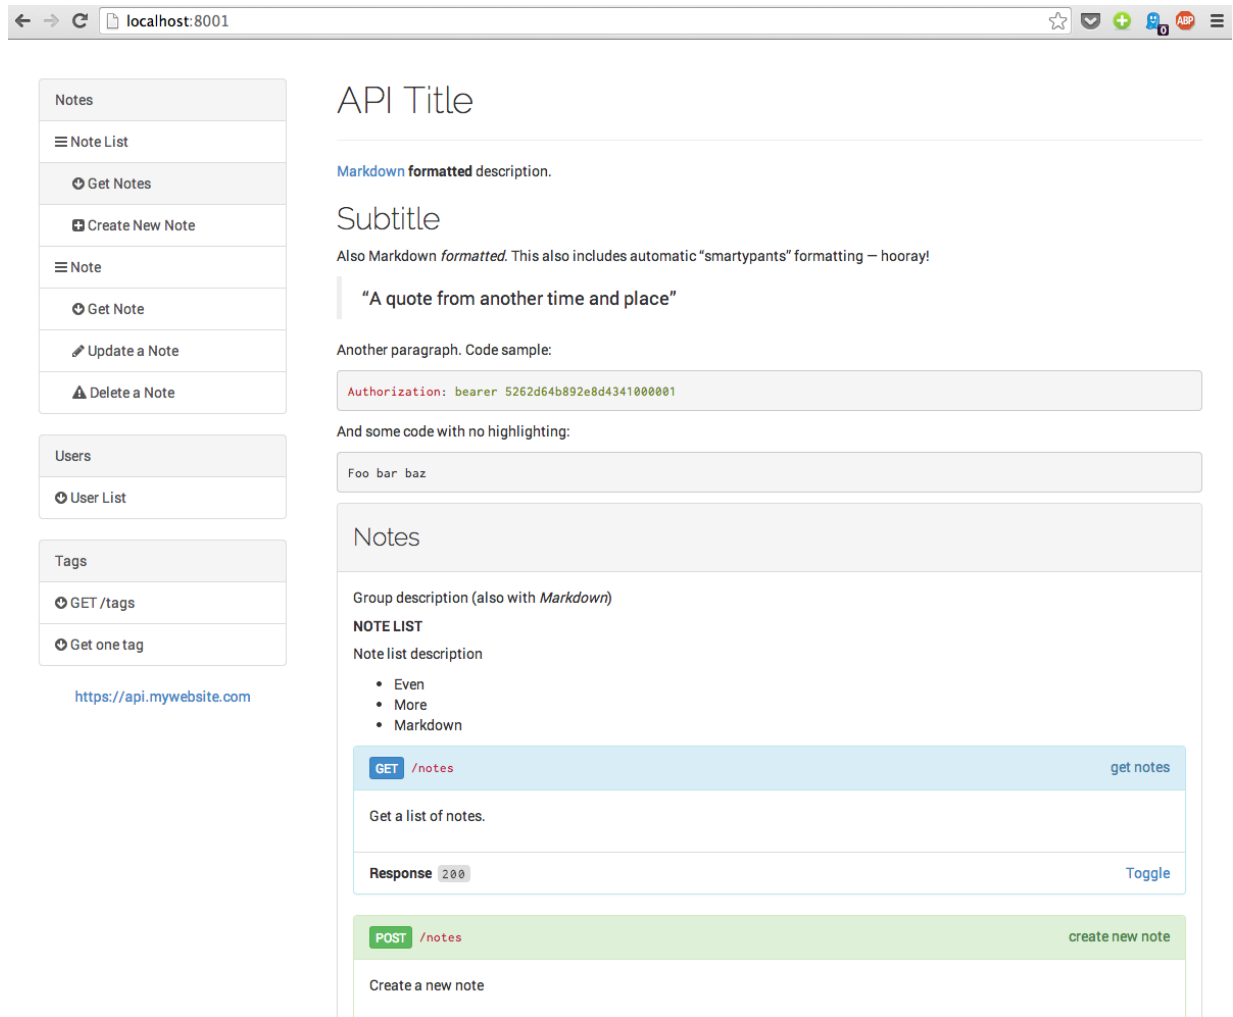 localhost:8001
ABP
0
Notes
Note List
Get Notes
Create New Note
Note
Get Note
Update a Note
Delete a Note
Users
User List
Tags
GET /tags
Get one tag
https://api.mywebsite.com
API Title
Markdown formatted description.
Subtitle
Also Markdown formatted. This also includes automatic “smartypants” formatting — hooray!
“A quote from another time and place”
Another paragraph. Code sample:
Authorization: bearer 5262d64b892e8d4341000001
And some code with no highlighting:
Foo bar baz
Notes
Group description (also with Markdown)
NOTE LIST
Note list description
• Even
• More
• Markdown
GET /notes get notes
Get a list of notes.
Response 200 Toggle
POST /notes create new note
Create a new note